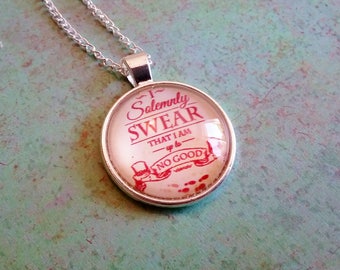 I
Solemnly
SWEAR
THAT I AM
up to
NO GOOD